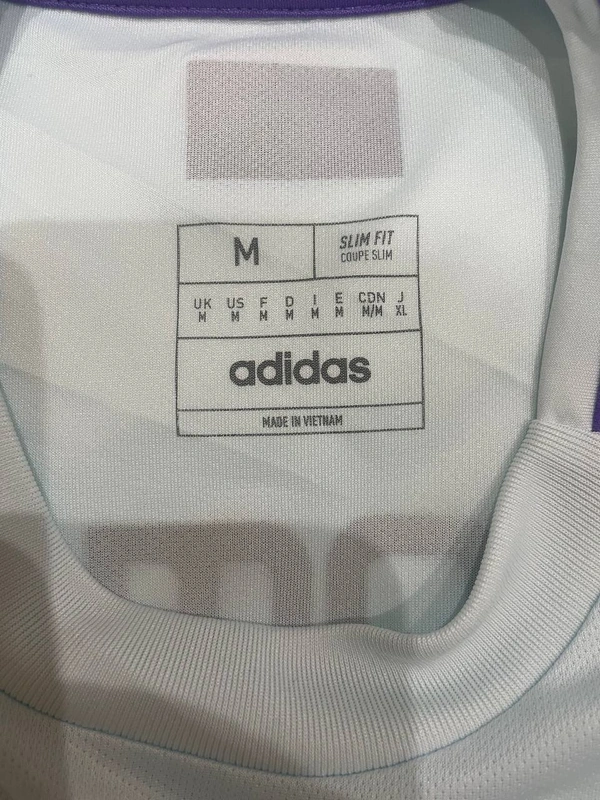 M
SLIM FIT
COUPE SLIM
UK US F D I E CDN J
M M M M M M M/M XL
adidas
MADE IN VIETNAM